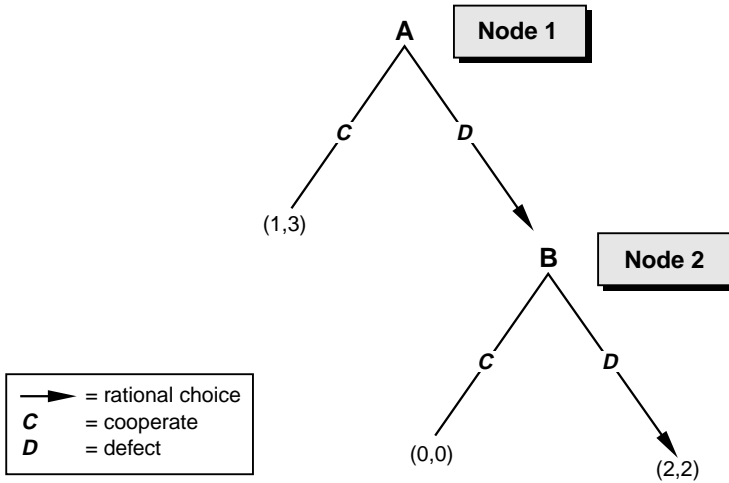 A
Node 1
C
D
(1,3)
B
Node 2
C
D
(0,0)
(2,2)
= rational choice
C = cooperate
D = defect